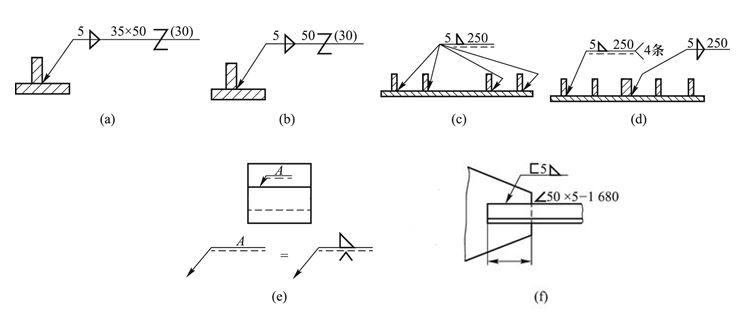 5 35×50 (30)
(a)
5 50 (30)
(b)
5 250
(c)
5 250 4条
5 250
(d)
A
A = 
(e)
5
∠50×5−1 680
(f)